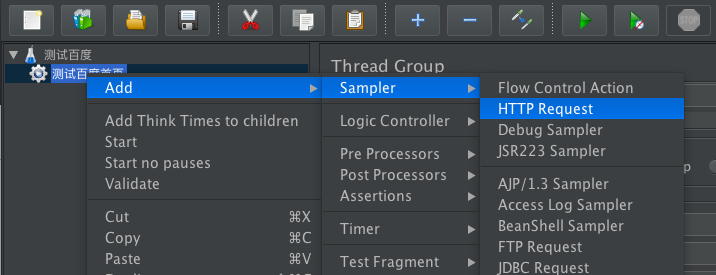 STOP
测试百度
测试百度首页
Thread Group
Add
Add Think Times to children
Start
Start no pauses
Validate
Cut ⌘X
Copy ⌘C
Paste ⌘V
Sampler
Logic Controller
Pre Processors
Post Processors
Assertions
Timer
Test Fragment
Flow Control Action
HTTP Request
Debug Sampler
JSR223 Sampler
AJP/1.3 Sampler
Access Log Sampler
BeanShell Sampler
FTP Request
JDBC Request